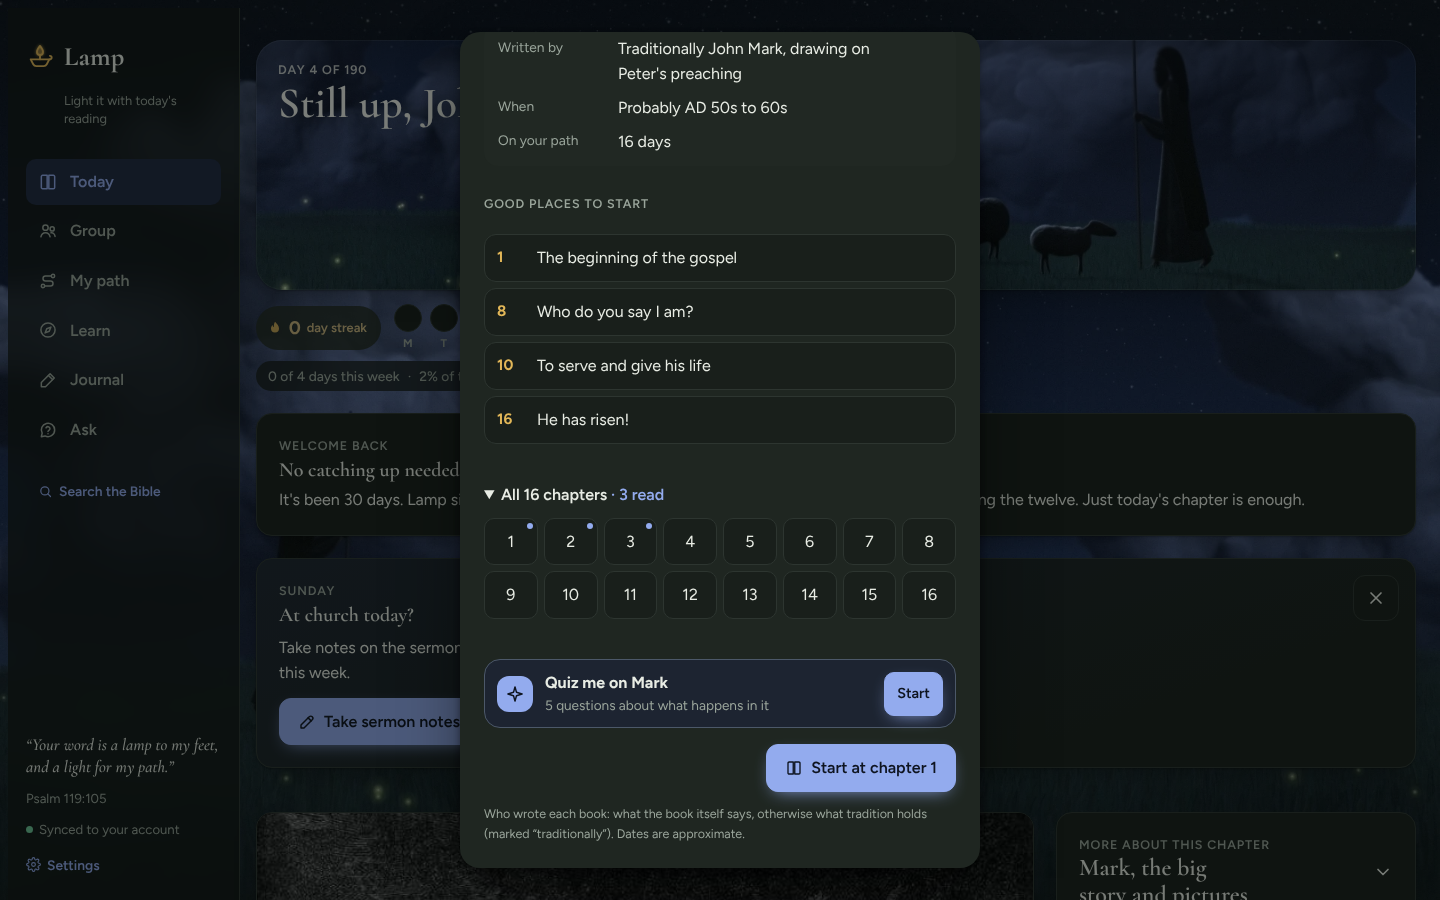 Lamp
Light it with today's
reading
Today
Group
My path
Learn
Journal
Ask
Search the Bible
“Your word is a lamp to my feet,
and a light for my path.”
Psalm 119:105
Synced to your account
Settings
DAY 4 OF 190
Still up,
0 day streak
M T
0 of 4 days this week · 2% of
WELCOME BACK
No catching up needed
It's been 30 days. Lamp
the twelve. Just today's chapter is enough.
SUNDAY
At church today?
Take notes on the sermon
this week.
Take sermon notes
Written by
Traditionally John Mark, drawing on
Peter's preaching
When
Probably AD 50s to 60s
On your path
16 days
GOOD PLACES TO START
1 The beginning of the gospel
8 Who do you say I am?
10 To serve and give his life
16 He has risen!
All 16 chapters · 3 read
1 2 3 4 5 6 7 8
9 10 11 12 13 14 15 16
Quiz me on Mark
5 questions about what happens in it
Start
Start at chapter 1
Who wrote each book: what the book itself says, otherwise what tradition holds
(marked “traditionally”). Dates are approximate.
MORE ABOUT THIS CHAPTER
Mark, the big
story and pictures